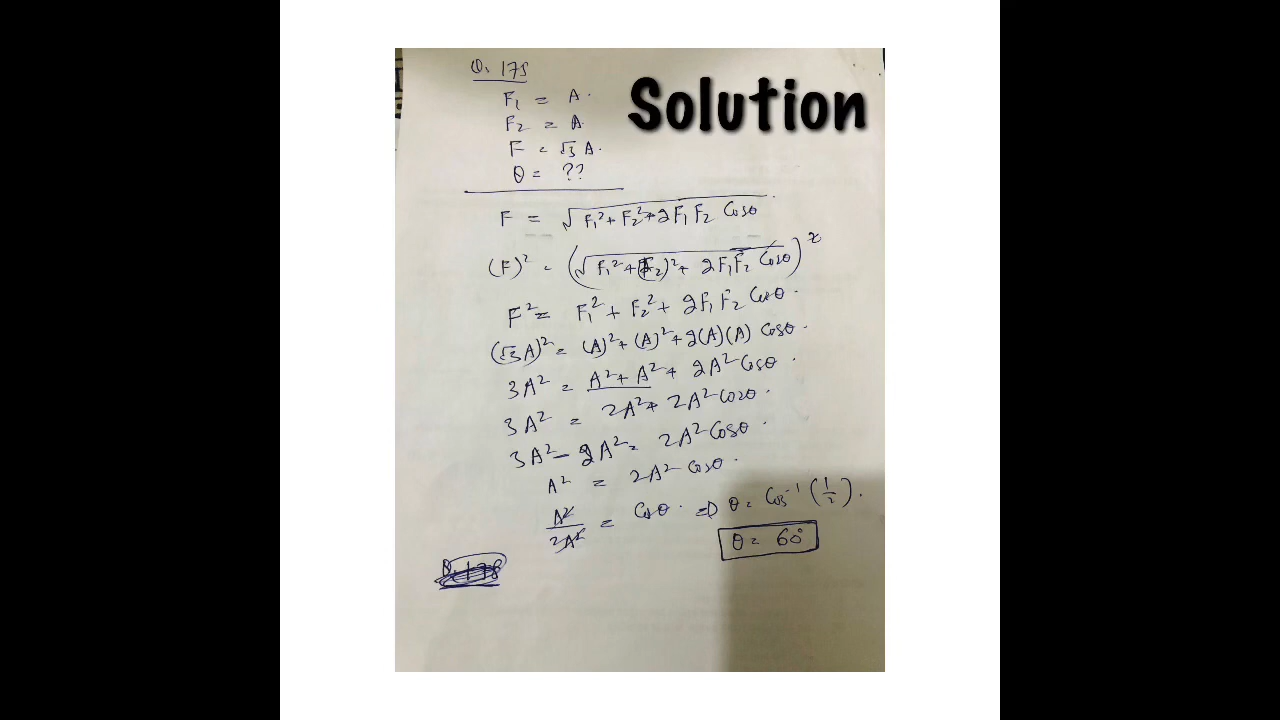 Q. 175
Solution
F₁ = A.
F₂ = A
F = √3 A.
θ = ??
F = √F₁² + F₂² + 2F₁F₂ Cosθ.
(F)² = (√F₁² + (F₂)² + 2F₁F₂ Cosθ)²
F² = F₁² + F₂² + 2F₁F₂ Cosθ.
(√3A)² = (A)² + (A)² + 2(A)(A) Cosθ.
3A² = A² + A² + 2A² Cosθ.
3A² = 2A² + 2A² Cosθ.
3A² - 2A² = 2A² Cosθ.
A² = 2A² Cosθ.
A²/2A² = Cosθ. ⇒ θ = Cos⁻¹(1/2).
θ = 60°